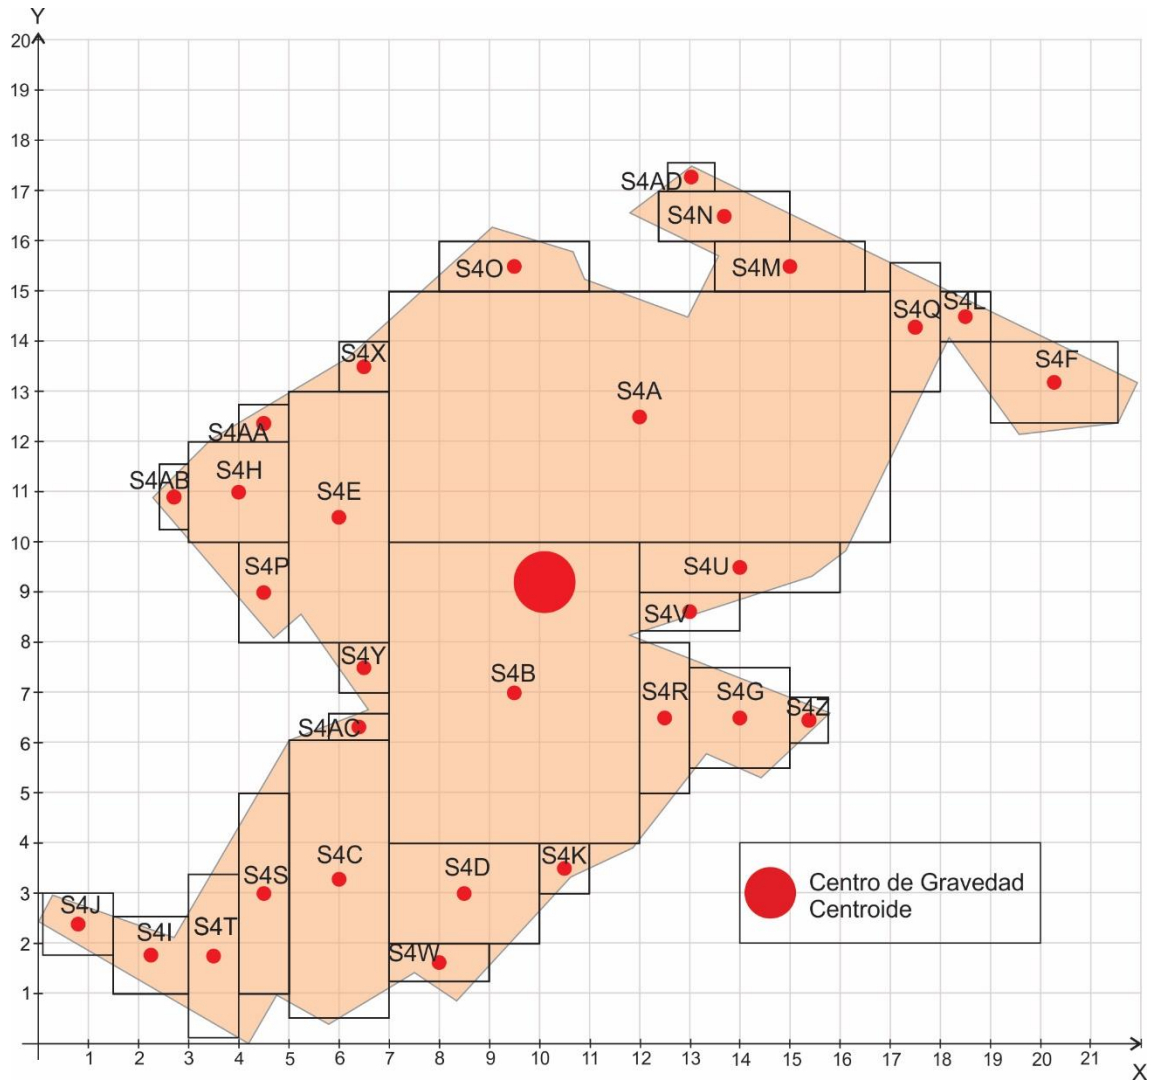 Y
20
19
18
17
S4AD
S4N
16
S4O
S4M
15
S4Q
S4L
14
S4X
S4F
13
S4A
12
S4AA
S4AB
S4H
11
S4E
10
S4P
S4U
9
S4V
8
S4Y
S4B
7
S4R
S4G
S4Z
S4AC
6
5
4
S4C
S4D
S4K
S4S
Centro de Gravedad
Centroide
3
S4J
S4I
S4T
2
S4W
1
1 2 3 4 5 6 7 8 9 10 11 12 13 14 15 16 17 18 19 20 21
X